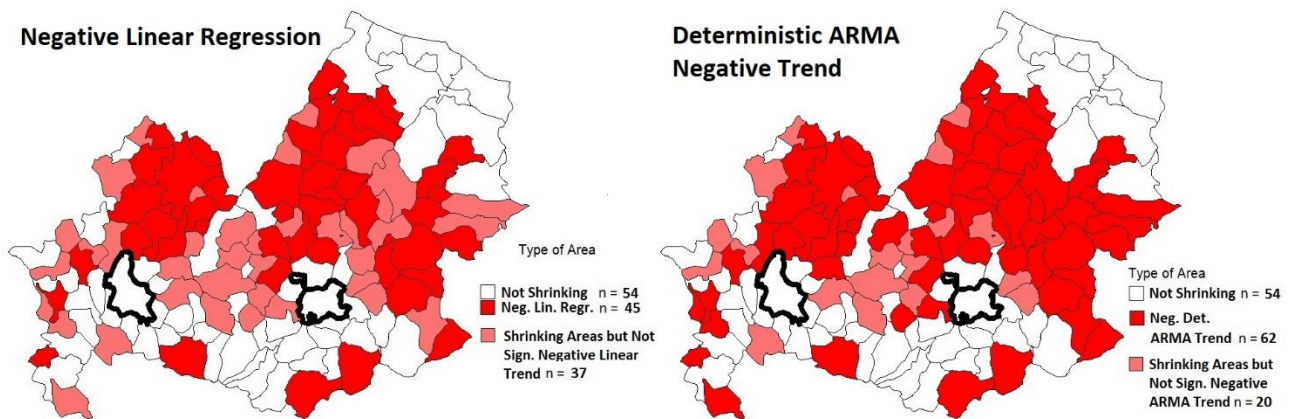 Negative Linear Regression
Type of Area
Not Shrinking n = 54
Neg. Lin. Regr. n = 45
Shrinking Areas but Not
Sign. Negative Linear
Trend n = 37
Deterministic ARMA
Negative Trend
Type of Area
Not Shrinking n = 54
Neg. Det.
ARMA Trend n = 62
Shrinking Areas but
Not Sign. Negative
ARMA Trend n = 20